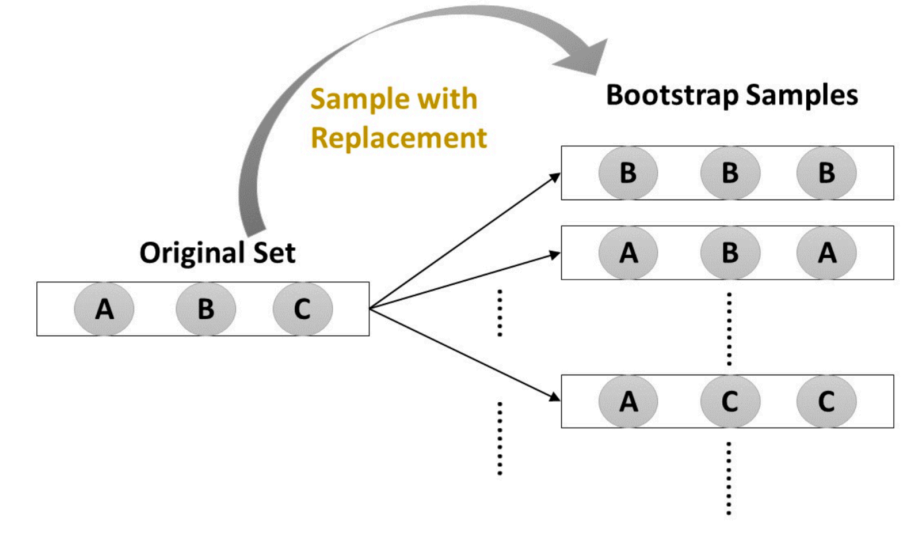 Sample with
Replacement
Bootstrap Samples
B B B
A B A
Original Set
A B C
A C C